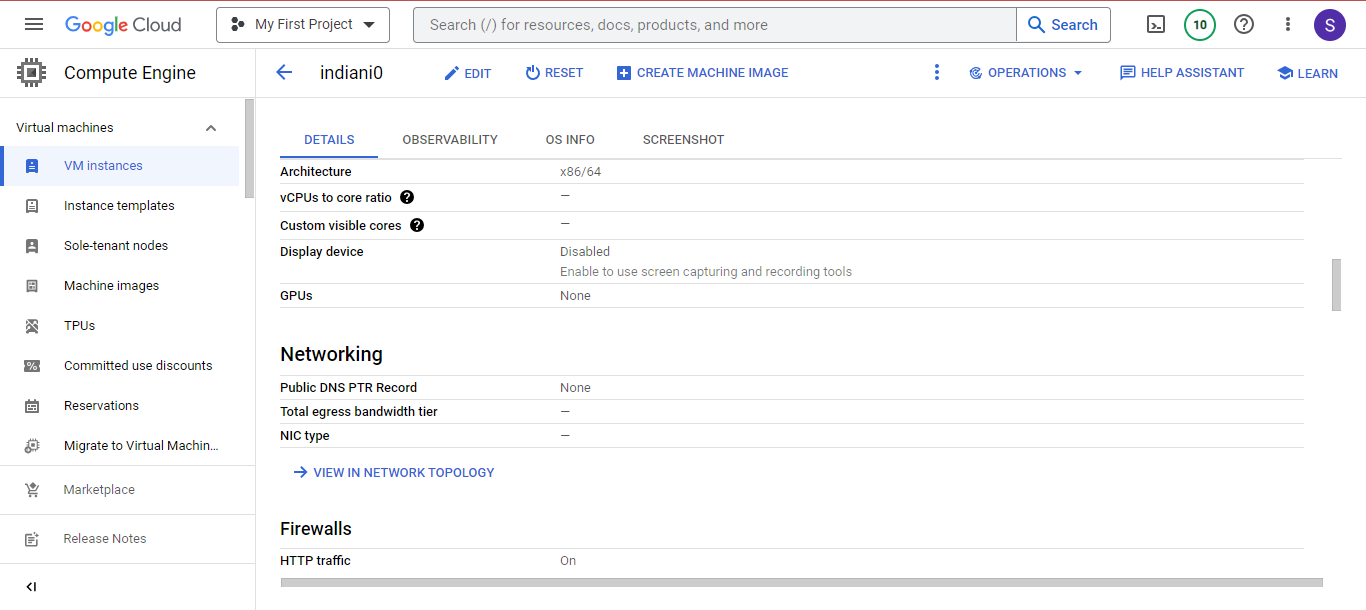 Google Cloud
My First Project
Search (/) for resources, docs, products, and more
Search
10
S
Compute Engine
indiani0
EDIT
RESET
CREATE MACHINE IMAGE
OPERATIONS
HELP ASSISTANT
LEARN
Virtual machines
VM instances
Instance templates
Sole-tenant nodes
Machine images
TPUs
Committed use discounts
Reservations
Migrate to Virtual Machin...
Marketplace
Release Notes
DETAILS
OBSERVABILITY
OS INFO
SCREENSHOT
Architecture x86/64
vCPUs to core ratio ? —
Custom visible cores ? —
Display device Disabled
Enable to use screen capturing and recording tools
GPUs None
Networking
Public DNS PTR Record None
Total egress bandwidth tier —
NIC type —
VIEW IN NETWORK TOPOLOGY
Firewalls
HTTP traffic On